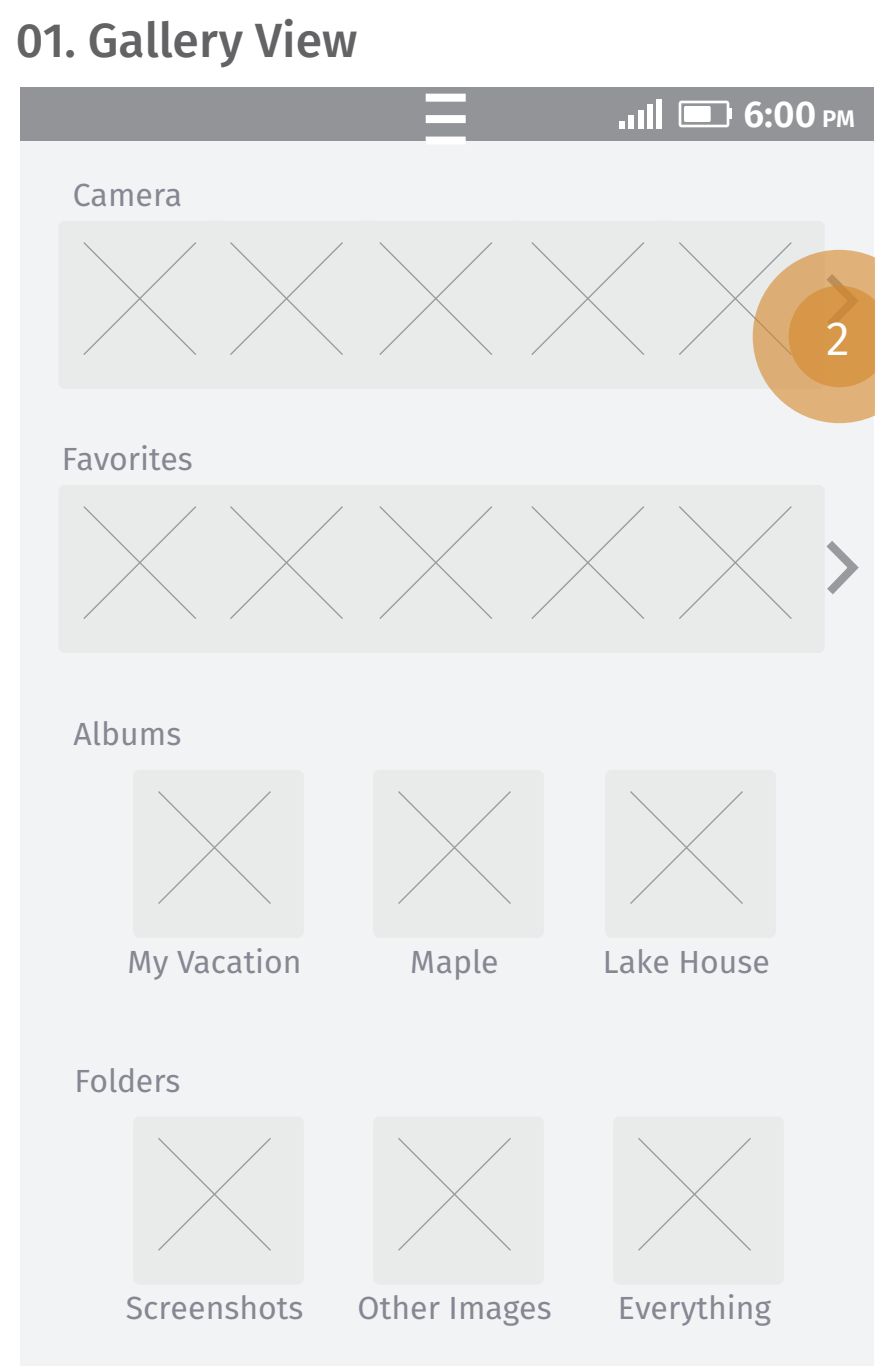 01. Gallery View
6:00 PM
Camera
2
Favorites
Albums
My Vacation Maple Lake House
Folders
Screenshots Other Images Everything